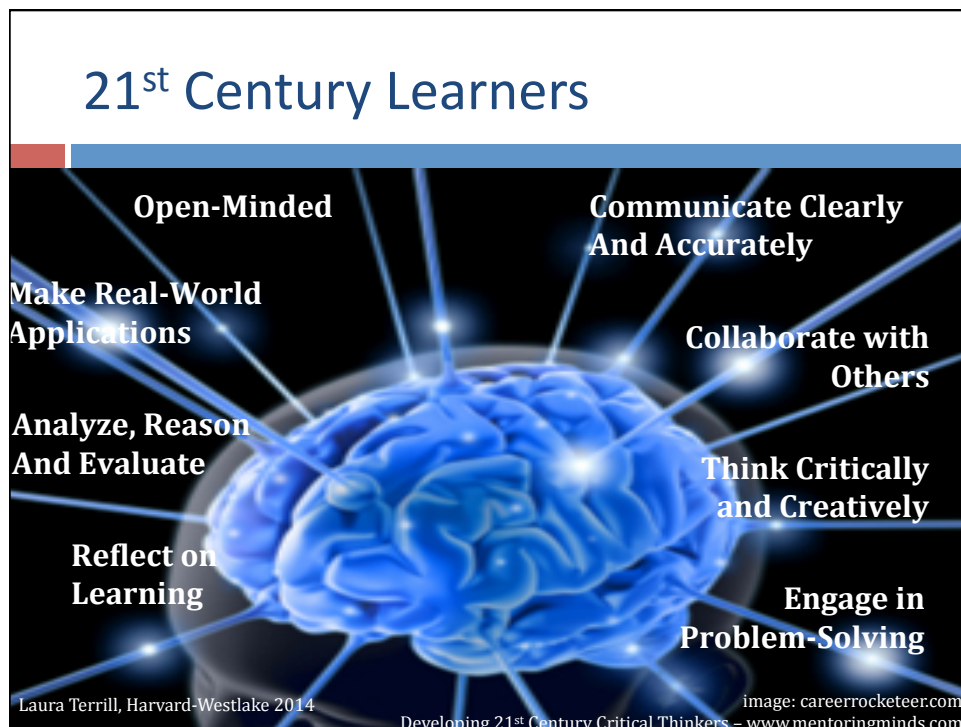 21st Century Learners
Open-Minded
Communicate Clearly
And Accurately
Make Real-World
Applications
Collaborate with
Others
Analyze, Reason
And Evaluate
Think Critically
and Creatively
Reflect on
Learning
Engage in
Problem-Solving
Laura Terrill, Harvard-Westlake 2014
image: careerrocketeer.com
Developing 21st Century Critical Thinkers – www.mentoringminds.com